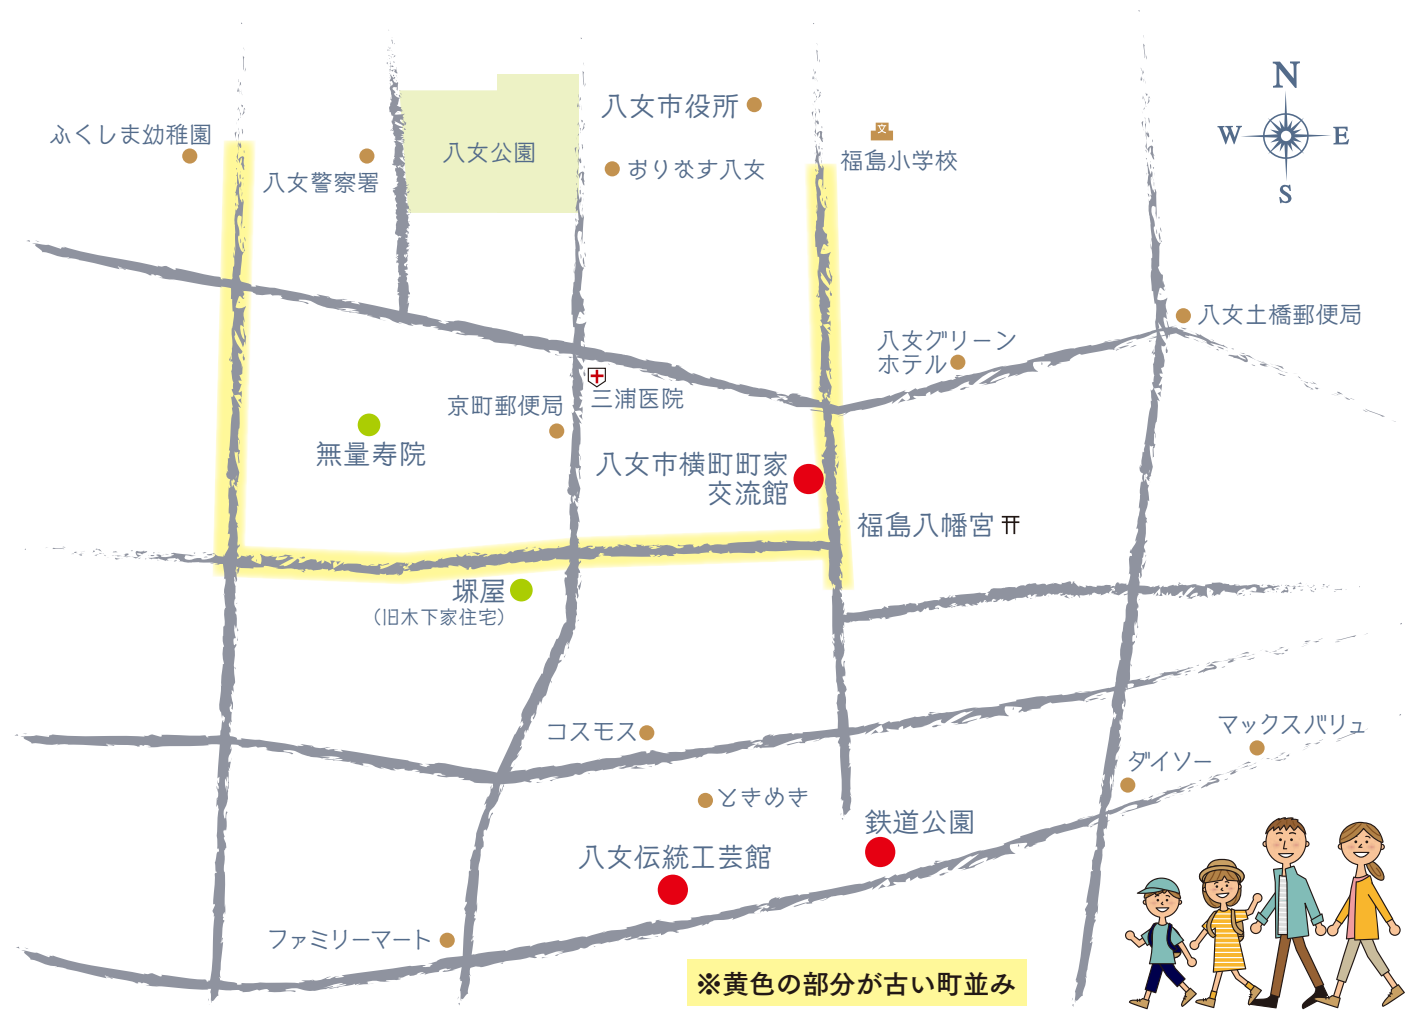 N
W
E
S
ふくしま幼稚園
八女警察署
八女公園
八女市役所
おりなす八女
文
福島小学校
八女土橋郵便局
八女グリーン
ホテル
三浦医院
京町郵便局
無量寿院
八女市横町町家
交流館
福島八幡宮
堺屋
（旧木下家住宅）
コスモス
マックスバリュ
ダイソー
ときめき
鉄道公園
八女伝統工芸館
ファミリーマート
※黄色の部分が古い町並み